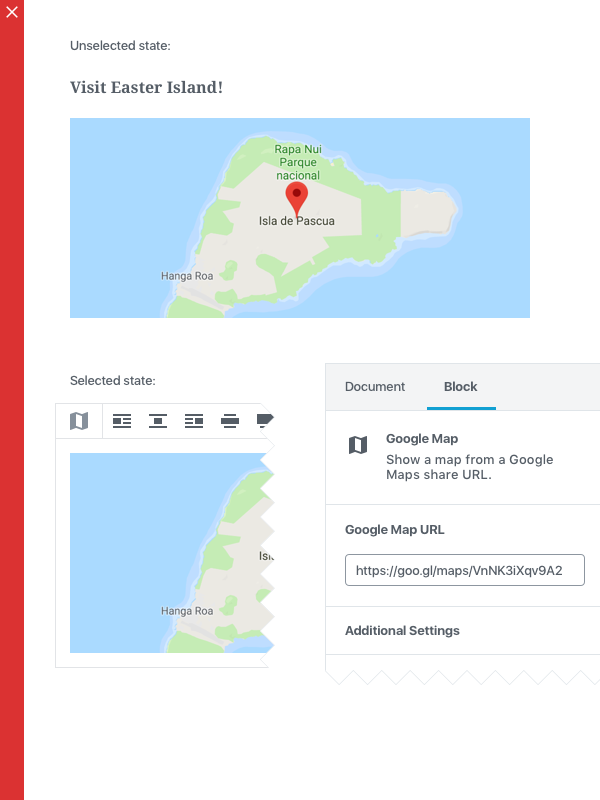 Unselected state:
Visit Easter Island!
Rapa Nui
Parque
nacional
Isla de Pascua
Hanga Roa
Selected state:
Hanga Roa
Document
Block
Google Map
Show a map from a Google
Maps share URL.
Google Map URL
https://goo.gl/maps/VnNK3iXqv9A2
Additional Settings